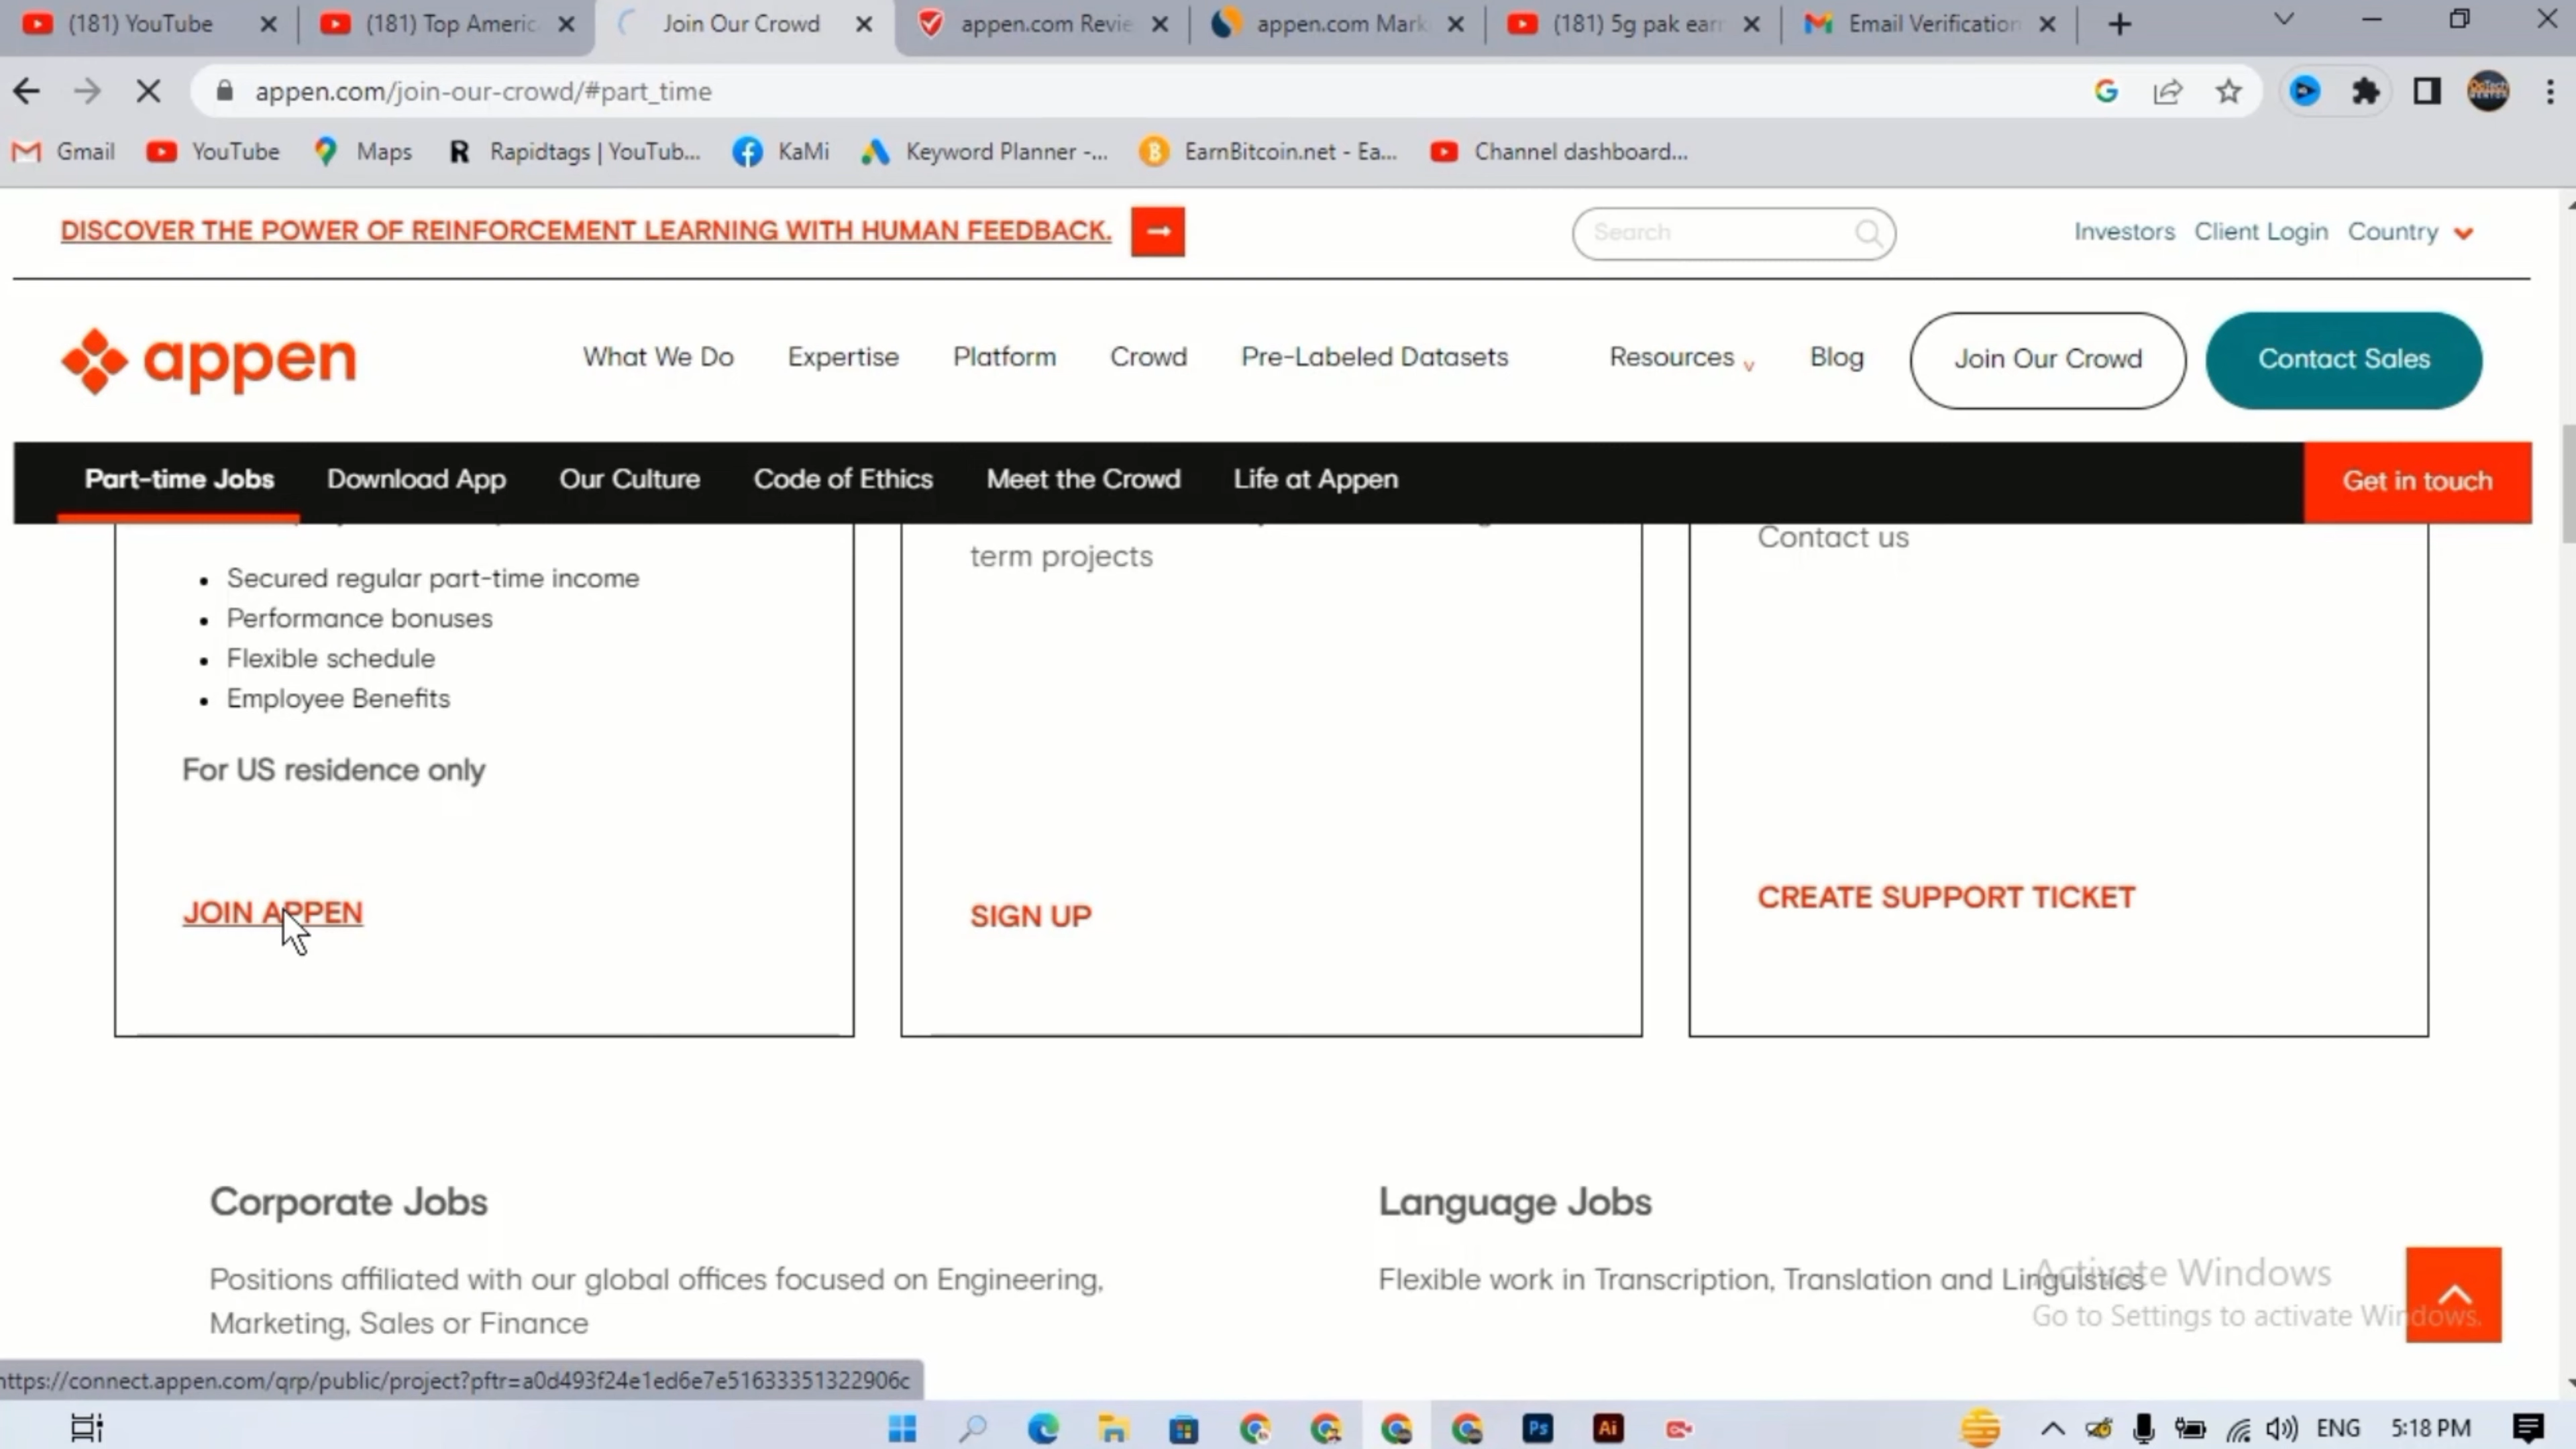 (181) YouTube
(181) Top Americ
Join Our Crowd
appen.com Revie
appen.com Mark
(181) 5g pak ear
Email Verification
appen.com/join-our-crowd/#part_time
Gmail
YouTube
Maps
Rapidtags | YouTub...
KaMi
Keyword Planner -...
EarnBitcoin.net - Ea...
Channel dashboard...
DISCOVER THE POWER OF REINFORCEMENT LEARNING WITH HUMAN FEEDBACK.
Search
Investors Client Login Country
appen
What We Do
Expertise
Platform
Crowd
Pre-Labeled Datasets
Resources
Blog
Join Our Crowd
Contact Sales
Part-time Jobs
Download App
Our Culture
Code of Ethics
Meet the Crowd
Life at Appen
Get in touch
• Secured regular part-time income
• Performance bonuses
• Flexible schedule
• Employee Benefits
For US residence only
JOIN APPEN
term projects
SIGN UP
Contact us
CREATE SUPPORT TICKET
Corporate Jobs
Positions affiliated with our global offices focused on Engineering,
Marketing, Sales or Finance
Language Jobs
Flexible work in Transcription, Translation and Linguistics
Activate Windows
Go to Settings to activate Windows.
https://connect.appen.com/qrp/public/project?pftr=a0d493f24e1ed6e7e51633351322906c
Ps
Ai
ENG
5:18 PM